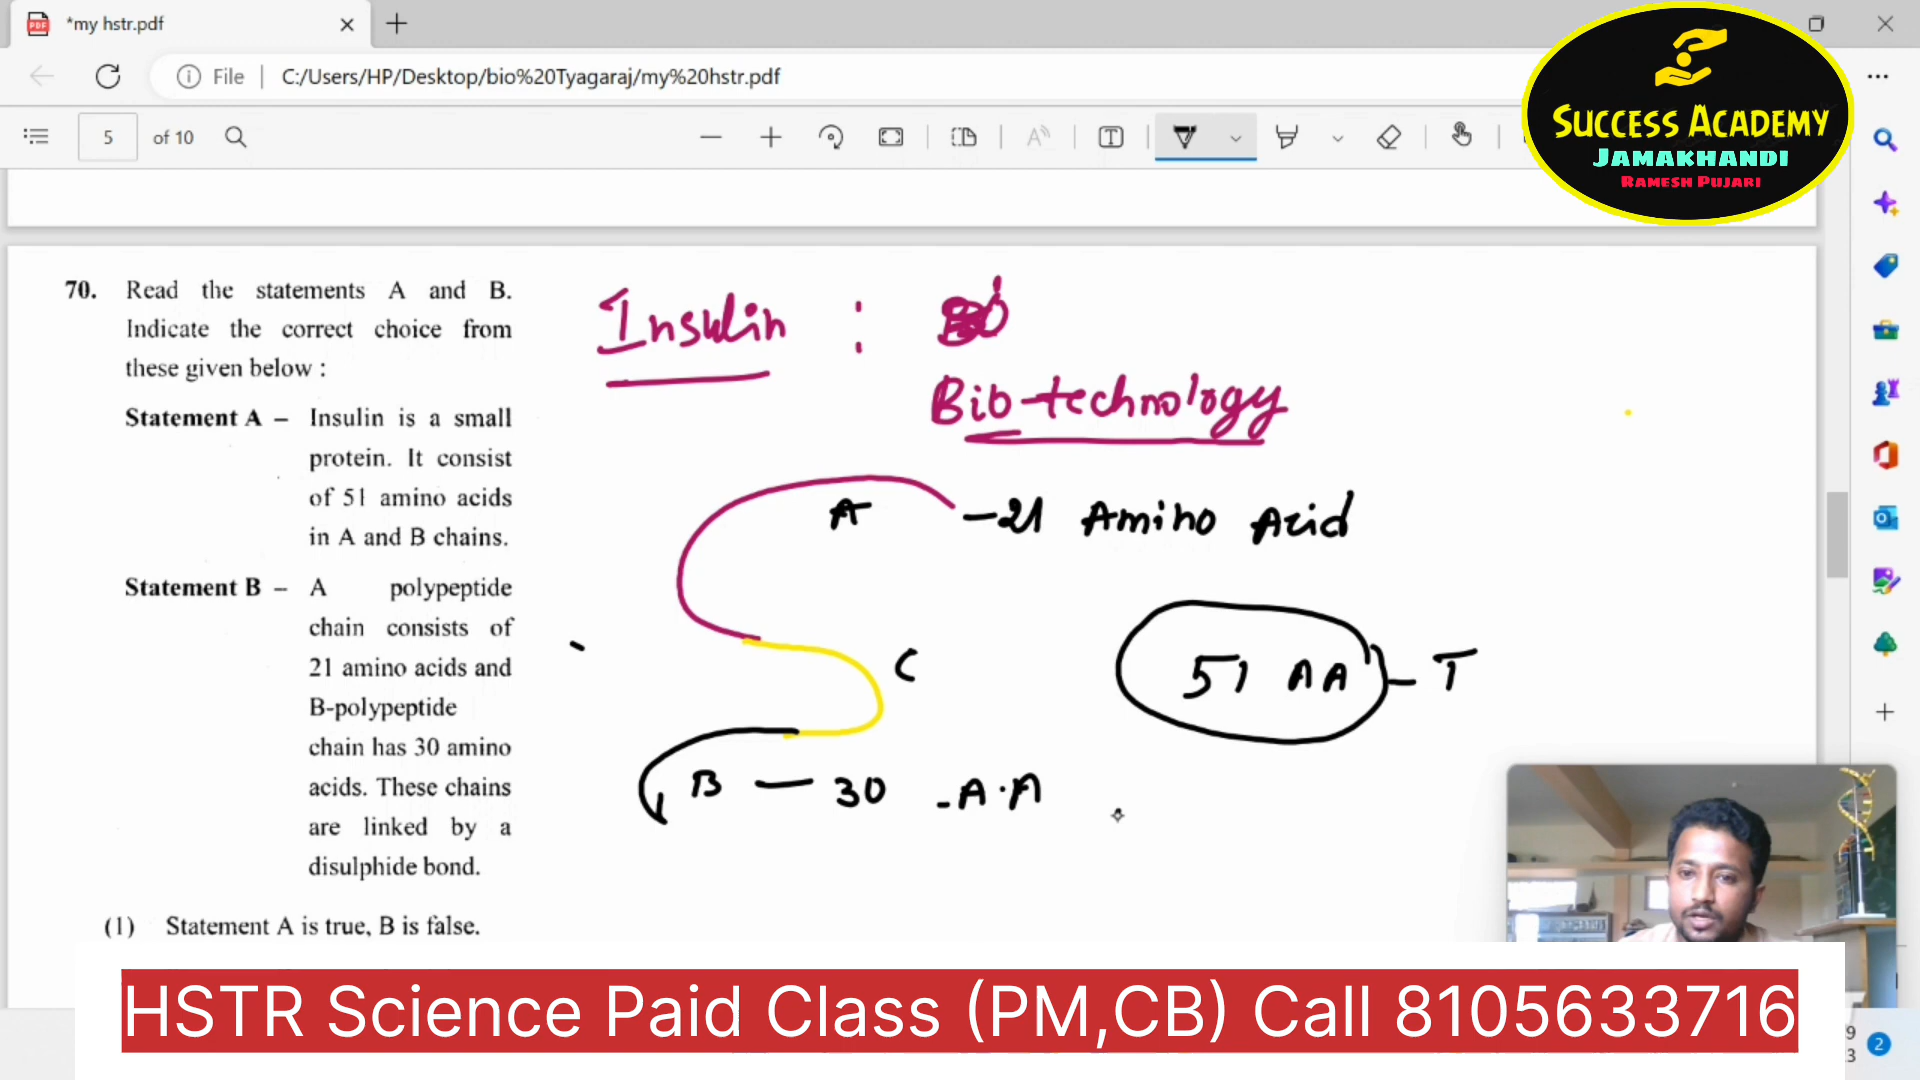 *my hstr.pdf
File
C:/Users/HP/Desktop/bio%20Tyagaraj/my%20hstr.pdf
5 of 10
SUCCESS ACADEMY
JAMAKHANDI
RAMESH PUJARI
70. Read the statements A and B.
Indicate the correct choice from
these given below :
Statement A – Insulin is a small
protein. It consist
of 51 amino acids
in A and B chains.
Statement B – A polypeptide
chain consists of
21 amino acids and
B-polypeptide
chain has 30 amino
acids. These chains
are linked by a
disulphide bond.
(1) Statement A is true, B is false.
Insulin :
Bio-technology
A – 21 Amino Acid
C
51 AA } – T
B — 30 - A.A
HSTR Science Paid Class (PM,CB) Call 8105633716
9
3
2